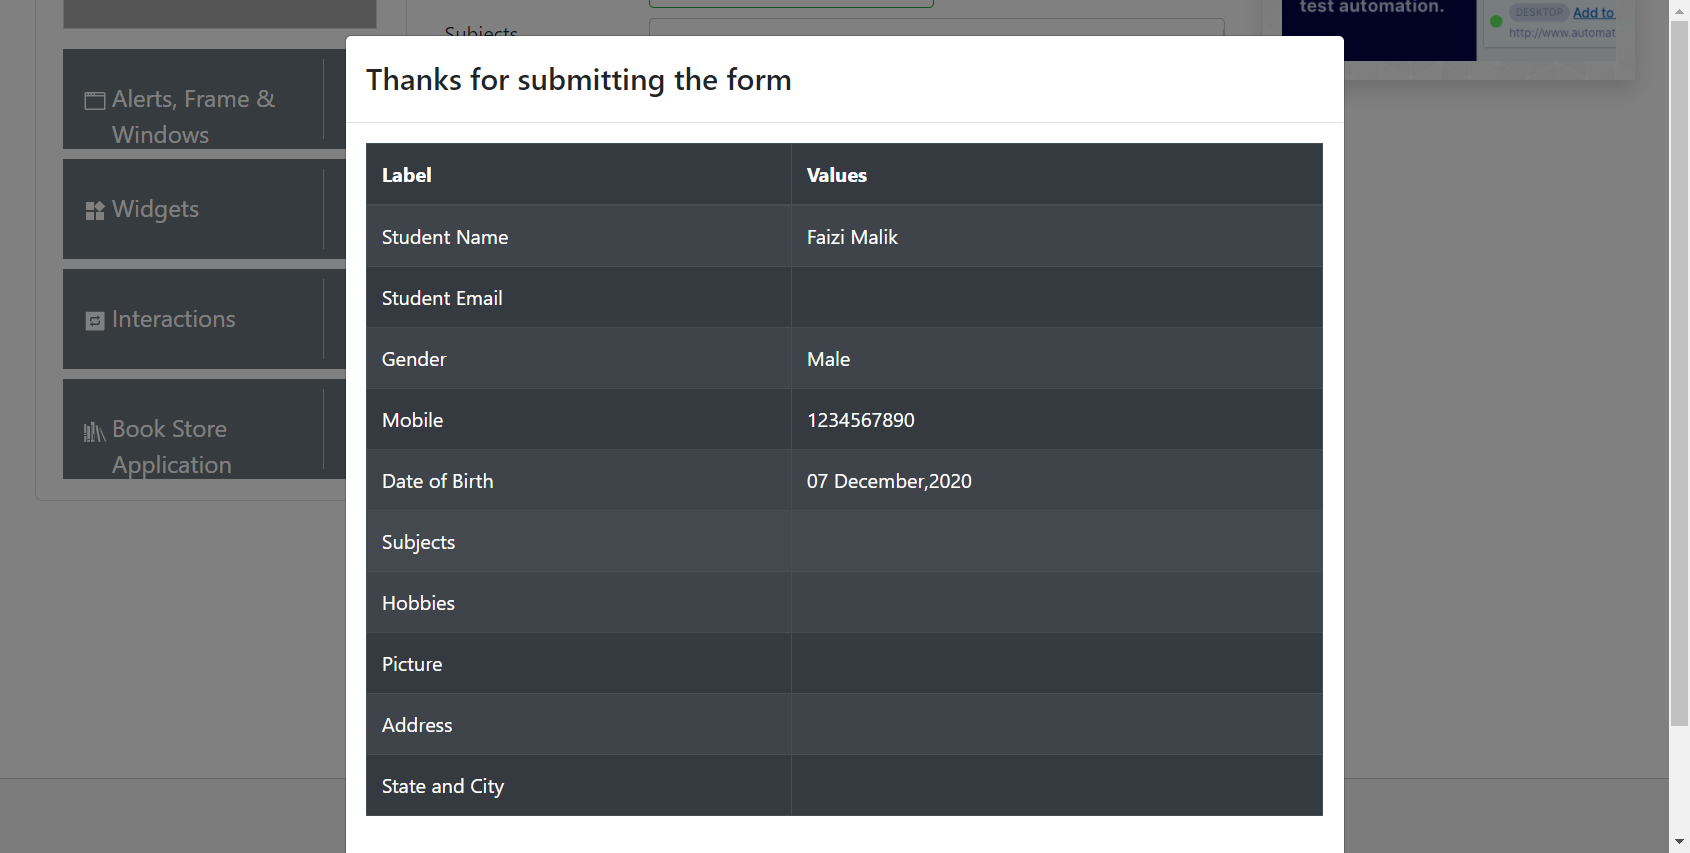 test automation.
DESKTOP Add to
http://www.automat
Subjects
Alerts, Frame &
Windows
Widgets
Interactions
Book Store
Application
Thanks for submitting the form
Label Values
Student Name Faizi Malik
Student Email
Gender Male
Mobile 1234567890
Date of Birth 07 December,2020
Subjects
Hobbies
Picture
Address
State and City